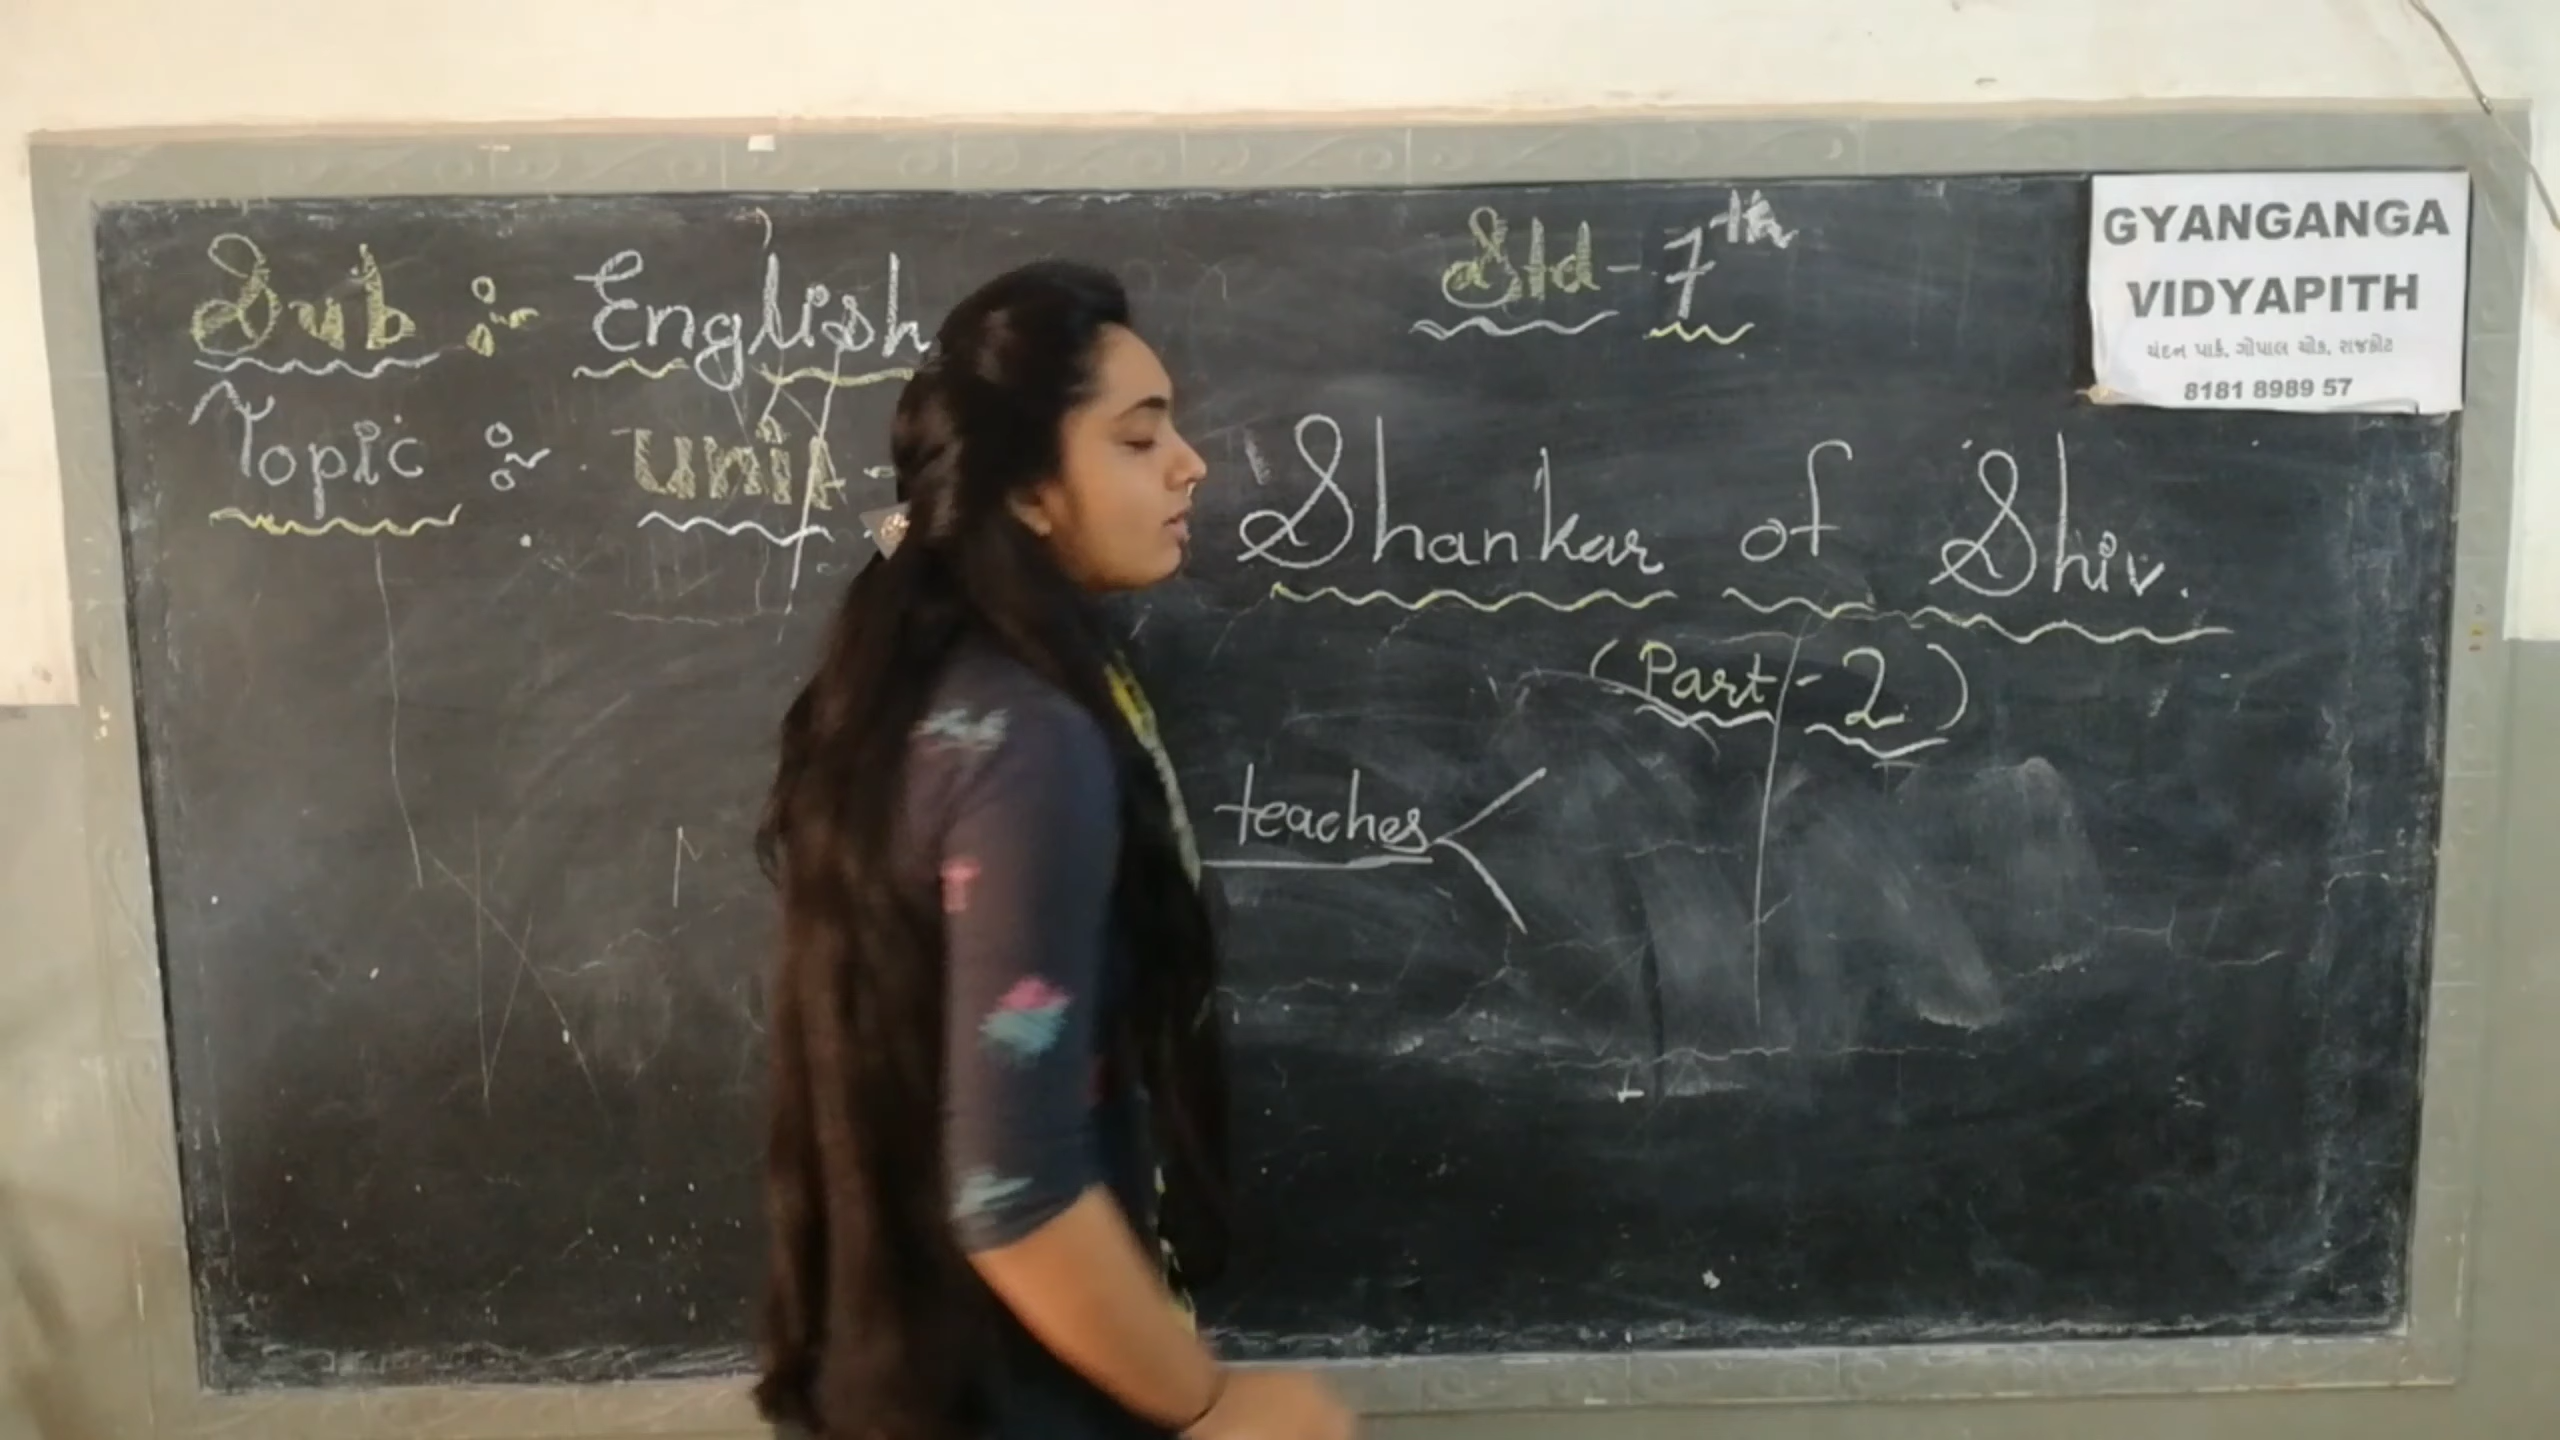 Sub :- English
Std - 7th
GYANGANGA
VIDYAPITH
ચંદન પાર્ક, ગોપાલ ચોક, રાજકોટ
8181 8989 57
Topic :- Unit -
Shankar of Shiv.
(Part - 2)
teaches